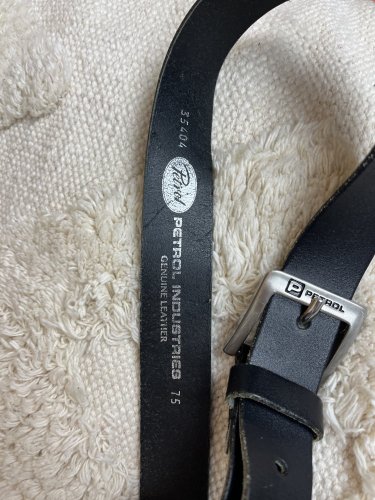 35404
Petrol
PETROL INDUSTRIES 75
GENUINE LEATHER
P PETROL